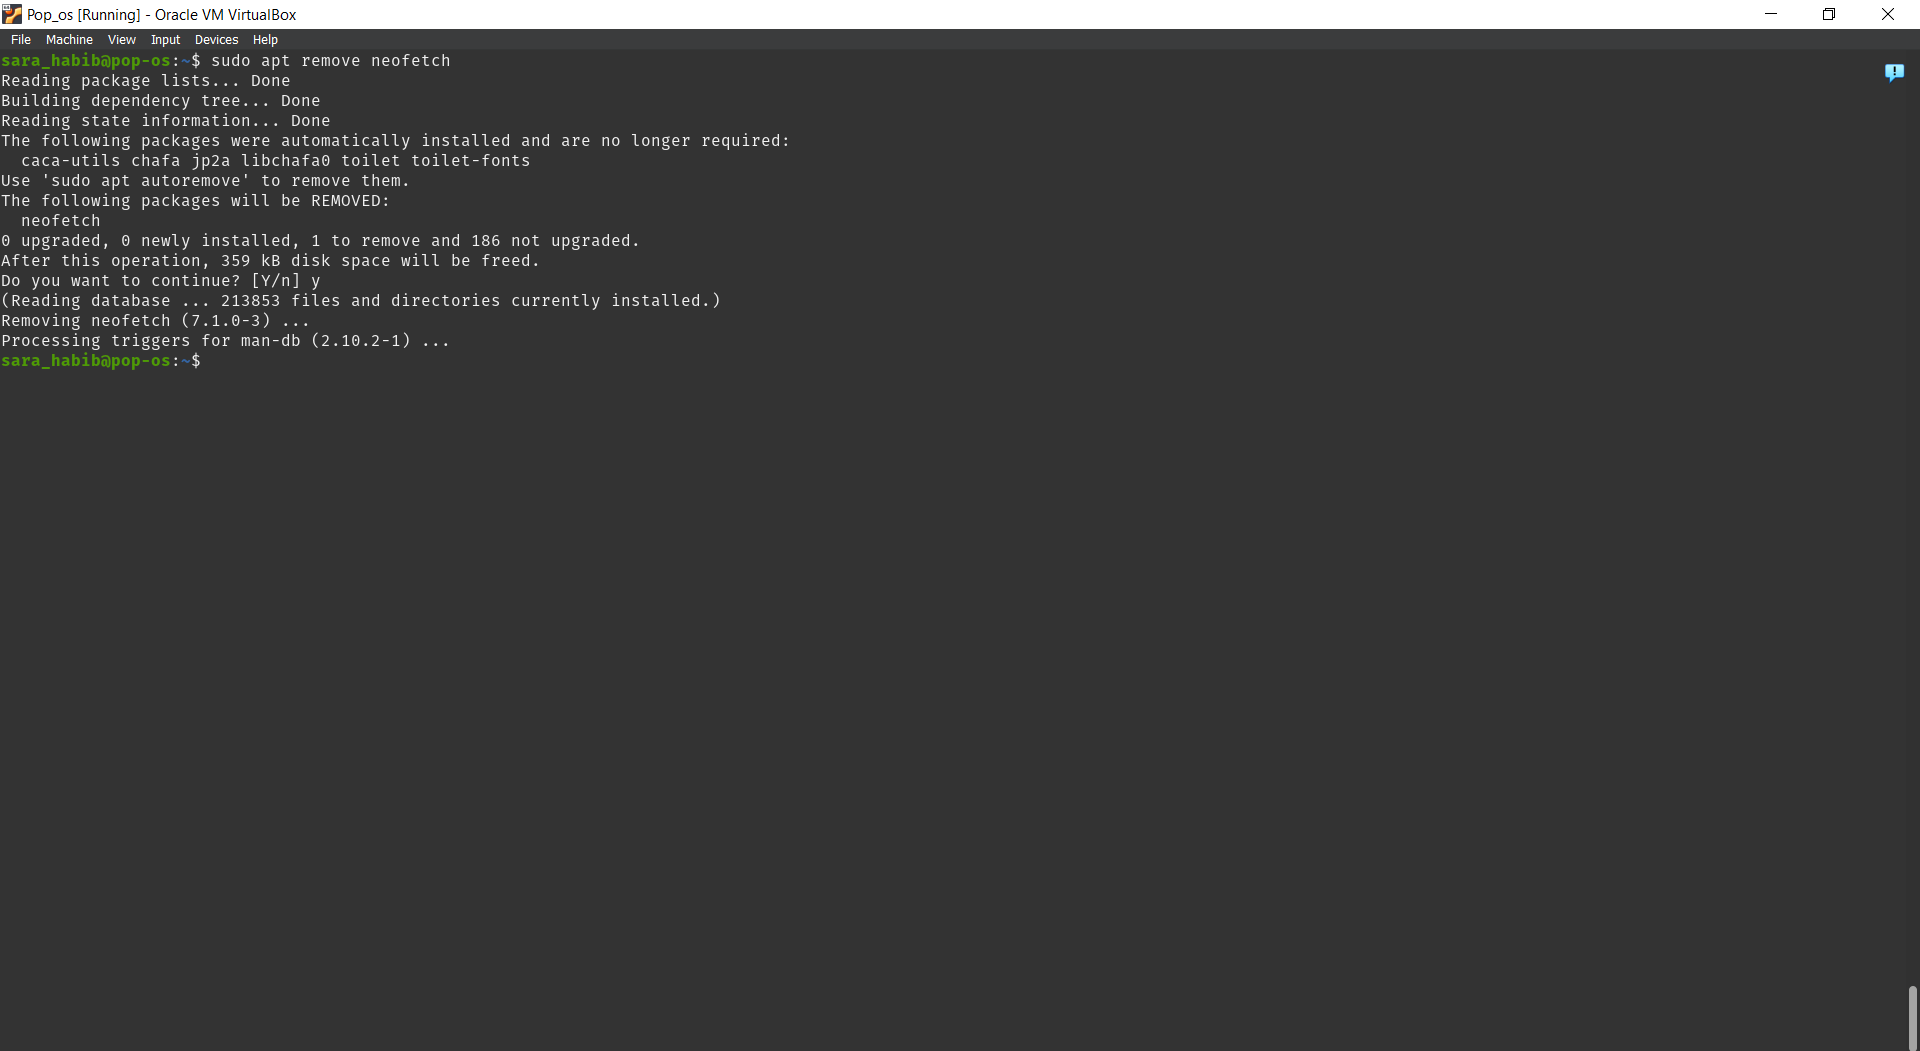 Pop_os [Running] - Oracle VM VirtualBox
File Machine View Input Devices Help
sara_habib@pop-os:~$ sudo apt remove neofetch
Reading package lists... Done
Building dependency tree... Done
Reading state information... Done
The following packages were automatically installed and are no longer required:
  caca-utils chafa jp2a libchafa0 toilet toilet-fonts
Use 'sudo apt autoremove' to remove them.
The following packages will be REMOVED:
  neofetch
0 upgraded, 0 newly installed, 1 to remove and 186 not upgraded.
After this operation, 359 kB disk space will be freed.
Do you want to continue? [Y/n] y
(Reading database ... 213853 files and directories currently installed.)
Removing neofetch (7.1.0-3) ...
Processing triggers for man-db (2.10.2-1) ...
sara_habib@pop-os:~$